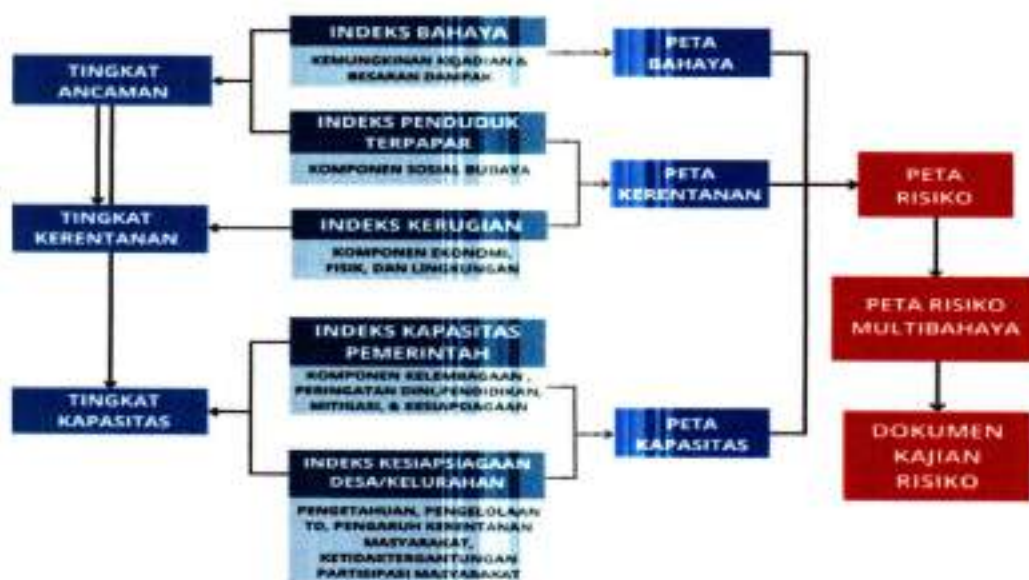 TINGKAT
ANCAMAN
TINGKAT
KERENTANAN
TINGKAT
KAPASITAS
INDEKS BAHAYA
KEMUNGKINAN KEJADIAN &
BESARAN DAMPAK
INDEKS PENDUDUK
TERPAPAR
KOMPONEN SOSIAL BUDAYA
INDEKS KERUGIAN
KOMPONEN EKONOMI,
FISIK, DAN LINGKUNGAN
INDEKS KAPASITAS
PEMERINTAH
KOMPONEN KELEMBAGAAN,
PERINGATAN DINI,PENDIDIKAN,
MITIGASI, & KESIAPSIAGAAN
INDEKS KESIAPSIAGAAN
DESA/KELURAHAN
PENGETAHUAN, PENGELOLAAN
TD, PENGARUH KERENTANAN
MASYARAKAT,
KETIDAETERGANTUNGAN
PARTISIPASI MASYARAKAT
PETA
BAHAYA
PETA
KERENTANAN
PETA
KAPASITAS
PETA
RISIKO
PETA RISIKO
MULTIBAHAYA
DOKUMEN
KAJIAN
RISIKO